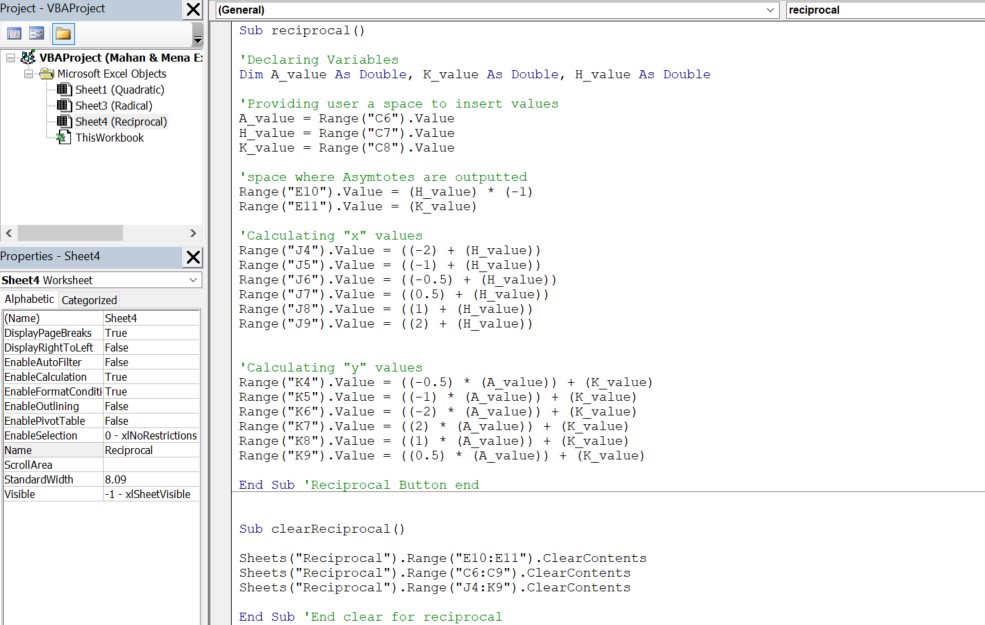 Project - VBAProject
VBAProject (Mahan & Mena E
Microsoft Excel Objects
Sheet1 (Quadratic)
Sheet3 (Radical)
Sheet4 (Reciprocal)
ThisWorkbook
Properties - Sheet4
Sheet4 Worksheet
Alphabetic Categorized
(Name) Sheet4
DisplayPageBreaks True
DisplayRightToLeft False
EnableAutoFilter False
EnableCalculation True
EnableFormatConditi True
EnableOutlining False
EnablePivotTable False
EnableSelection 0 - xlNoRestrictions
Name Reciprocal
ScrollArea
StandardWidth 8.09
Visible -1 - xlSheetVisible
(General) reciprocal
Sub reciprocal()
'Declaring Variables
Dim A_value As Double, K_value As Double, H_value As Double
'Providing user a space to insert values
A_value = Range("C6").Value
H_value = Range("C7").Value
K_value = Range("C8").Value
'space where Asymtotes are outputted
Range("E10").Value = (H_value) * (-1)
Range("E11").Value = (K_value)
'Calculating "x" values
Range("J4").Value = ((-2) + (H_value))
Range("J5").Value = ((-1) + (H_value))
Range("J6").Value = ((-0.5) + (H_value))
Range("J7").Value = ((0.5) + (H_value))
Range("J8").Value = ((1) + (H_value))
Range("J9").Value = ((2) + (H_value))
'Calculating "y" values
Range("K4").Value = ((-0.5) * (A_value)) + (K_value)
Range("K5").Value = ((-1) * (A_value)) + (K_value)
Range("K6").Value = ((-2) * (A_value)) + (K_value)
Range("K7").Value = ((2) * (A_value)) + (K_value)
Range("K8").Value = ((1) * (A_value)) + (K_value)
Range("K9").Value = ((0.5) * (A_value)) + (K_value)
End Sub 'Reciprocal Button end
Sub clearReciprocal()
Sheets("Reciprocal").Range("E10:E11").ClearContents
Sheets("Reciprocal").Range("C6:C9").ClearContents
Sheets("Reciprocal").Range("J4:K9").ClearContents
End Sub 'End clear for reciprocal